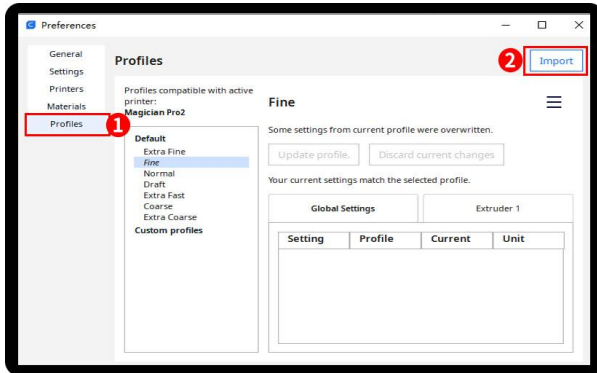 Preferences
General
Settings
Printers
Materials
Profiles
1
Profiles
2
Import
Profiles compatible with active
printer:
Magician Pro2
Default
Extra Fine
Fine
Normal
Draft
Extra Fast
Coarse
Extra Coarse
Custom profiles
Fine
Some settings from current profile were overwritten.
Update profile.
Discard current changes
Your current settings match the selected profile.
Global Settings
Extruder 1
Setting Profile Current Unit